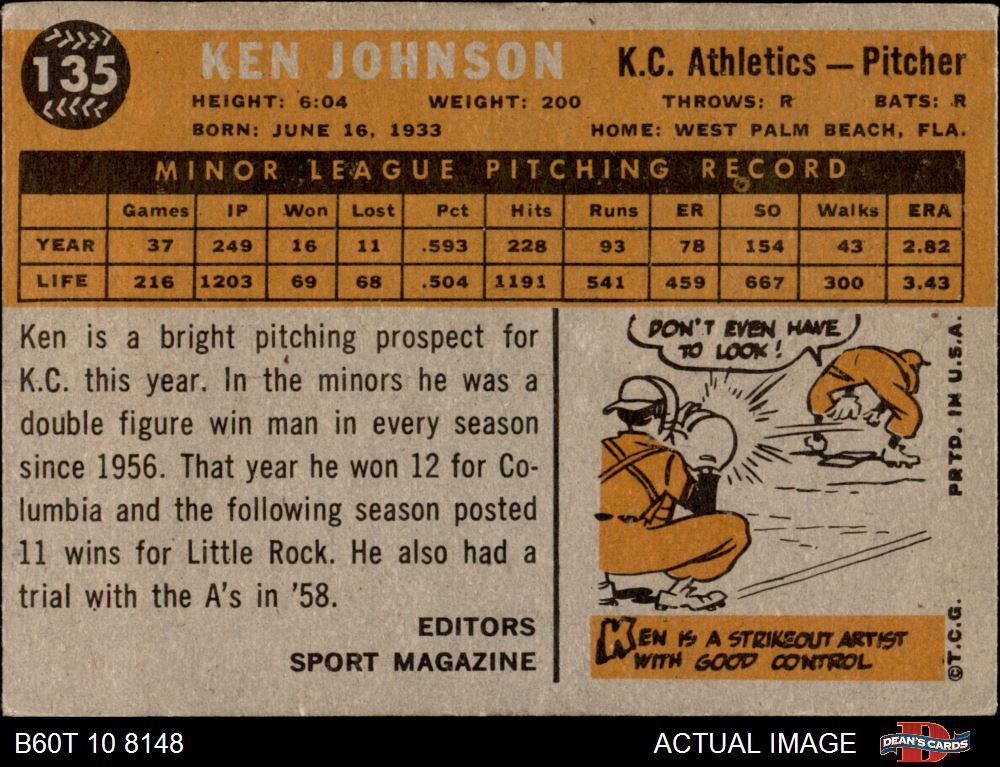 135
KEN JOHNSON
K.C. Athletics — Pitcher
HEIGHT: 6:04 WEIGHT: 200 THROWS: R BATS: R
BORN: JUNE 16, 1933 HOME: WEST PALM BEACH, FLA.
MINOR LEAGUE PITCHING RECORD
Games IP Won Lost Pct Hits Runs ER SO Walks ERA
YEAR 37 249 16 11 .593 228 93 78 154 43 2.82
LIFE 216 1203 69 68 .504 1191 541 459 667 300 3.43
Ken is a bright pitching prospect for
K.C. this year. In the minors he was a
double figure win man in every season
since 1956. That year he won 12 for Co-
lumbia and the following season posted
11 wins for Little Rock. He also had a
trial with the A's in '58.
EDITORS
SPORT MAGAZINE
DON'T EVEN HAVE
TO LOOK!
KEN IS A STRIKEOUT ARTIST
WITH GOOD CONTROL
©T.C.G. PRTD. IN U.S.A.
B60T 10 8148
ACTUAL IMAGE
DEAN'S CARDS